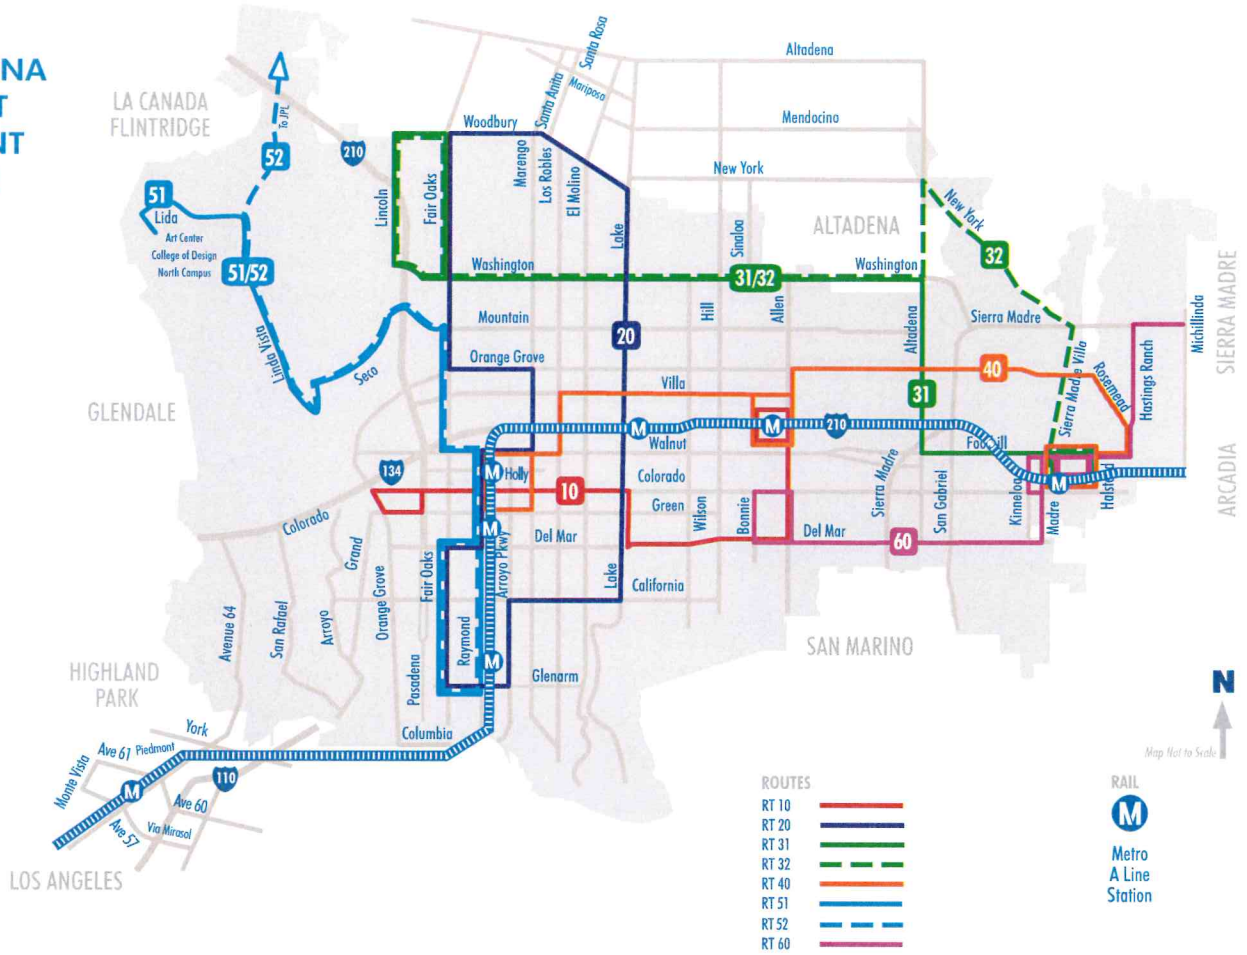 NA
T
NT
LA CANADA
FLINTRIDGE
To JPL
52
210
51
Lida
Art Center
College of Design
North Campus
51/52
Linda Vista
Seco
GLENDALE
134
Colorado
Lincoln
Fair Oaks
Woodbury
Marengo
Santa Anita
Los Robles
El Molino
Santa Rosa
Mariposa
Altadena
Mendocino
New York
Lake
Sinaloa
ALTADENA
New York
32
Washington
31/32
Washington
Mountain
Hill
Allen
20
Orange Grove
Altadena
Sierra Madre
Sierra Madre Villa
Michillinda
SIERRA MADRE
Villa
40
31
Rosemead
Hastings Ranch
M
Walnut
M
210
Foothill
M
Holly
Colorado
10
Green
Wilson
Bonnie
Sierra Madre
San Gabriel
Kinneloa
Madre
M
Halstead
ARCADIA
M
Arroyo Pkwy
Del Mar
Del Mar
60
Grand
Orange Grove
Fair Oaks
Lake
California
Avenue 64
San Rafael
Arroyo
Raymond
Pasadena
M
Glenarm
SAN MARINO
HIGHLAND
PARK
York
Columbia
Ave 61
Piedmont
Monte Vista
M
110
Ave 60
Ave 57
Via Mirasol
LOS ANGELES
N
Map Not to Scale
ROUTES
RT 10
RT 20
RT 31
RT 32
RT 40
RT 51
RT 52
RT 60
RAIL
M
Metro
A Line
Station